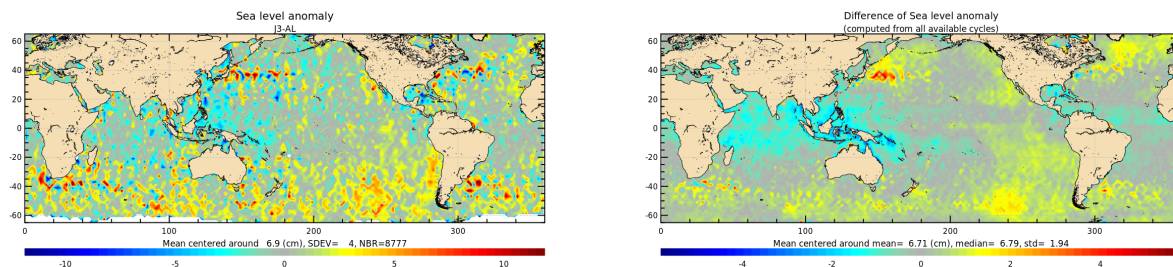 Sea level anomaly
J3-AL
60
40
20
0
-20
-40
-60
0 100 200 300
Mean centered around 6.9 (cm), SDEV= 4, NBR=8777
-10 -5 0 5 10
Difference of Sea level anomaly
(computed from all available cycles)
60
40
20
0
-20
-40
-60
0 100 200 300
Mean centered around mean= 6.71 (cm), median= 6.79, std= 1.94
-4 -2 0 2 4